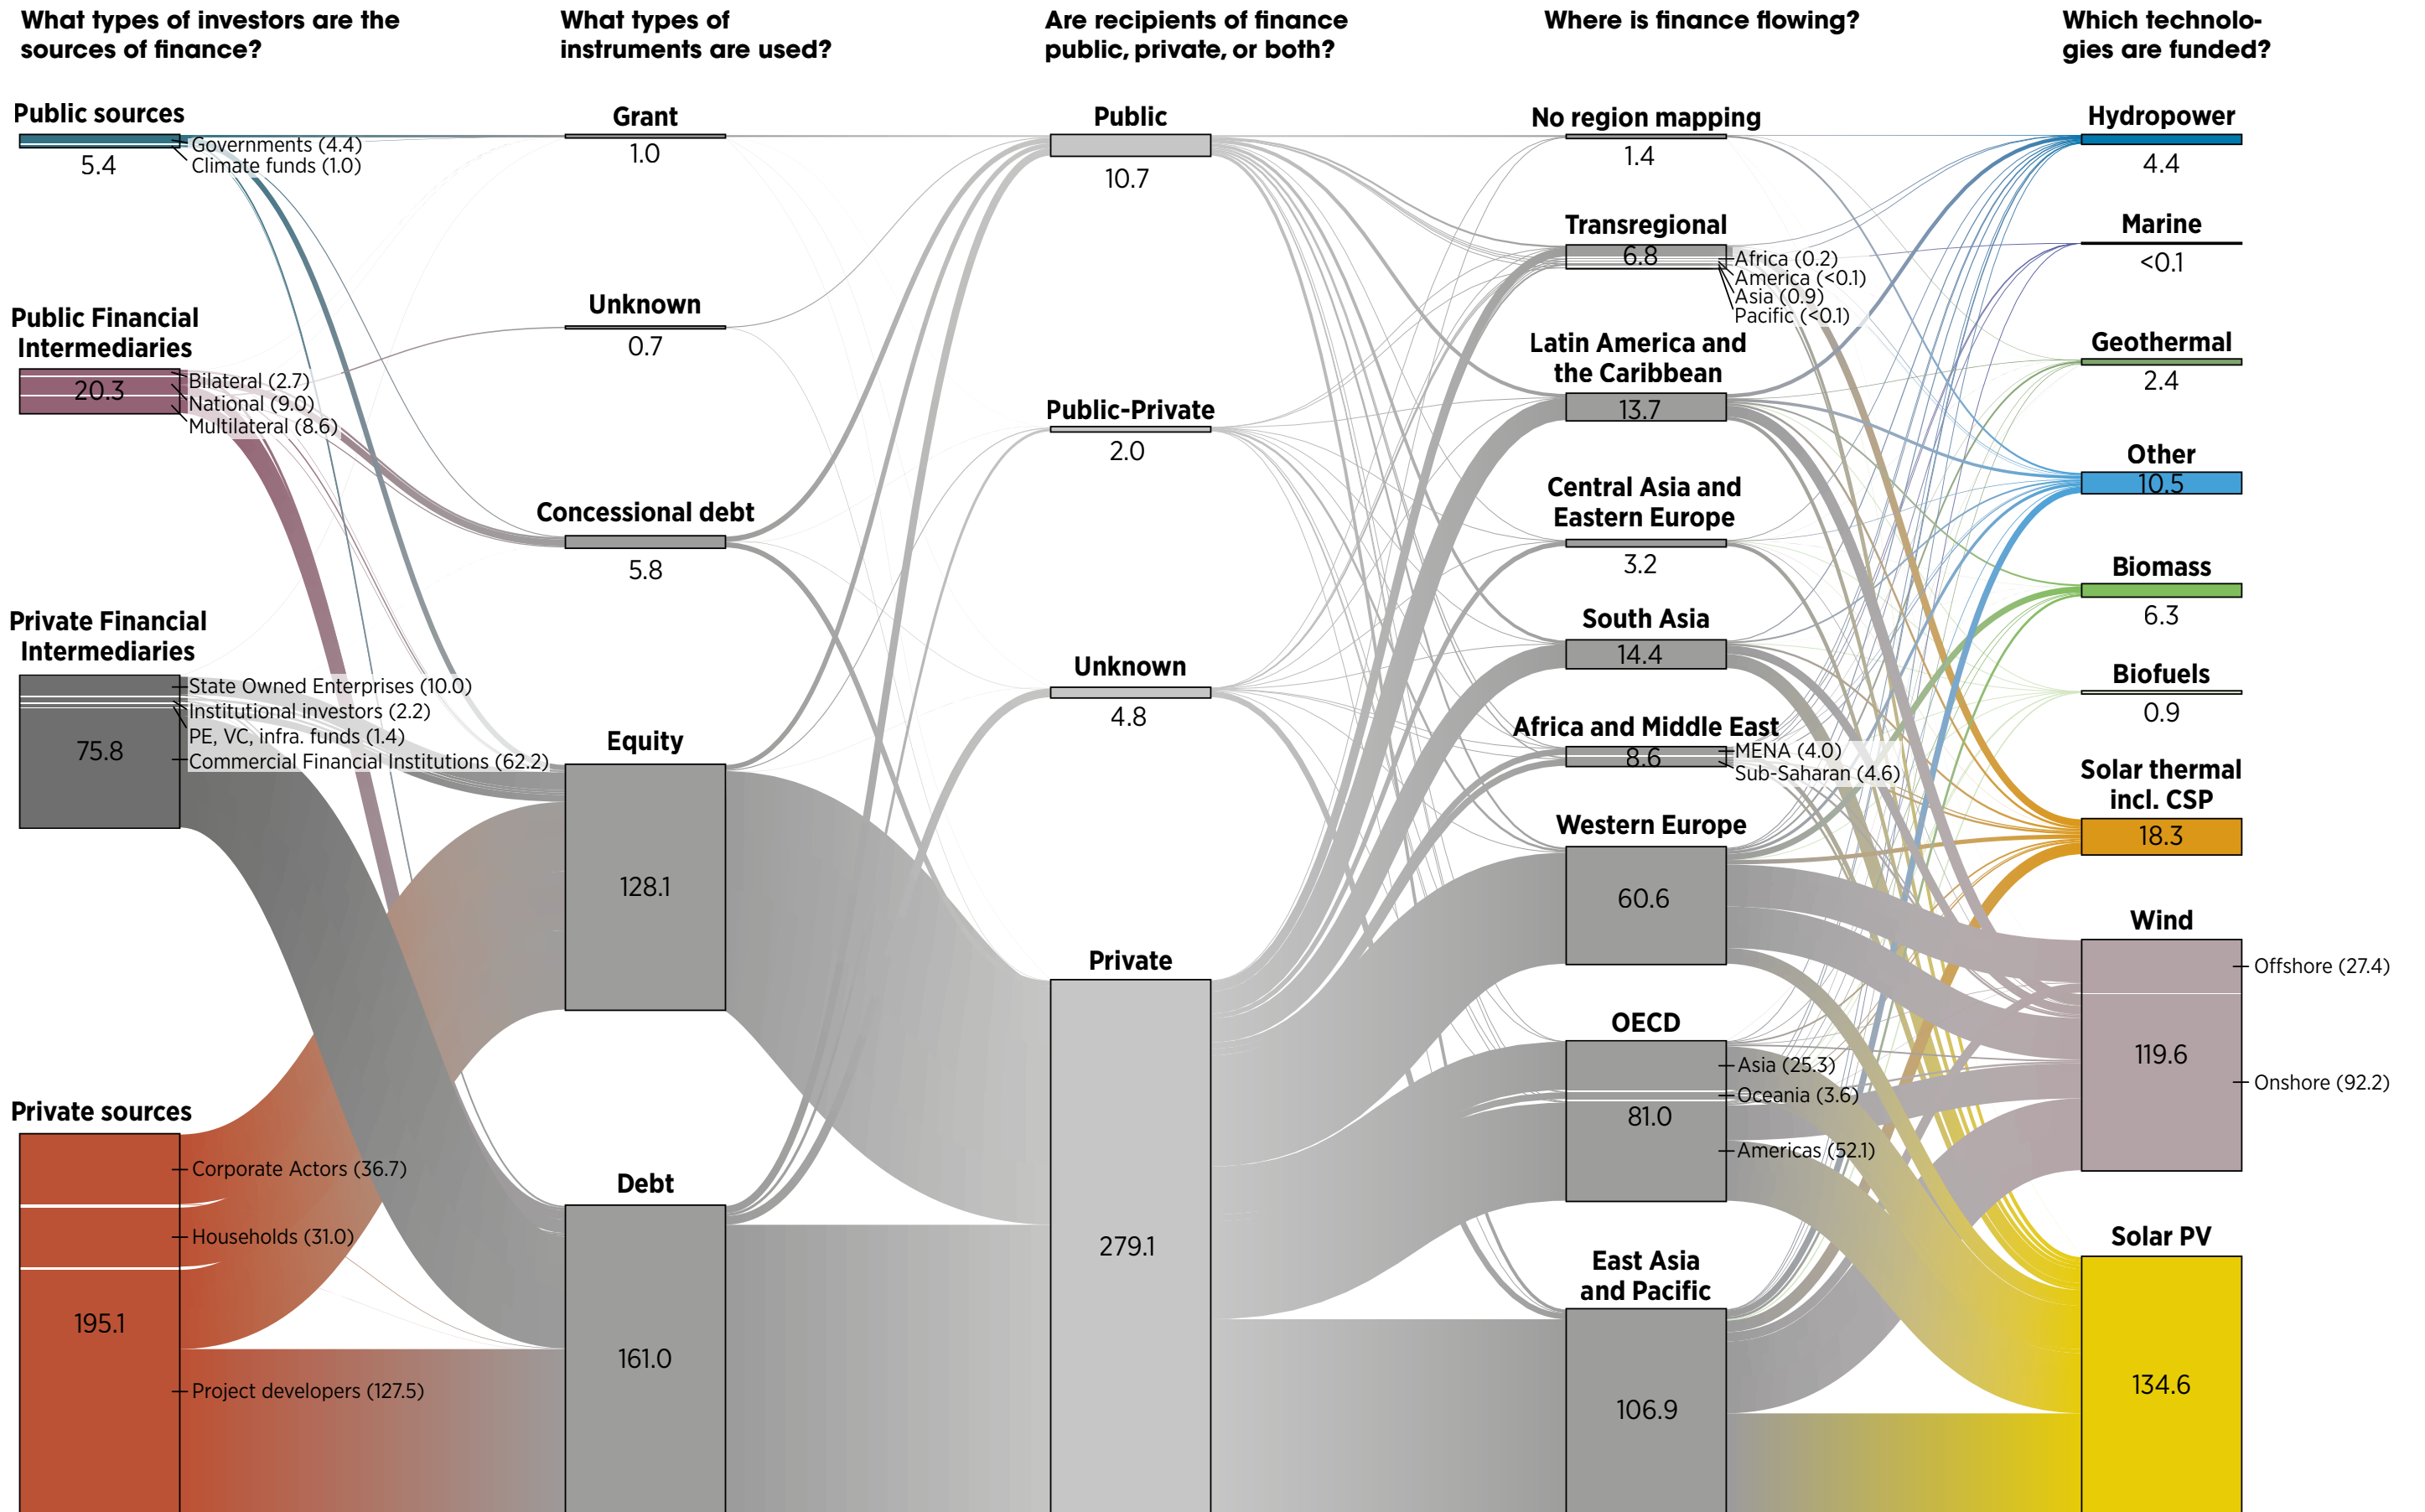 What types of investors are the
sources of finance?
Public sources
Governments (4.4)
Climate funds (1.0)
5.4
Public Financial
Intermediaries
Bilateral (2.7)
20.3
National (9.0)
Multilateral (8.6)
Private Financial
Intermediaries
State Owned Enterprises (10.0)
Institutional investors (2.2)
PE, VC, infra. funds (1.4)
75.8
Commercial Financial Institutions (62.2)
Private sources
Corporate Actors (36.7)
Households (31.0)
195.1
Project developers (127.5)
What types of
instruments are used?
Grant
1.0
Unknown
0.7
Concessional debt
5.8
Equity
128.1
Debt
161.0
Are recipients of finance
public, private, or both?
Public
10.7
Public-Private
2.0
Unknown
4.8
Private
279.1
Where is finance flowing?
No region mapping
1.4
Transregional
6.8
Africa (0.2)
America (<0.1)
Asia (0.9)
Pacific (<0.1)
Latin America and
the Caribbean
13.7
Central Asia and
Eastern Europe
3.2
South Asia
14.4
Africa and Middle East
8.6
MENA (4.0)
Sub-Saharan (4.6)
Western Europe
60.6
OECD
Asia (25.3)
Oceania (3.6)
81.0
Americas (52.1)
East Asia
and Pacific
106.9
Which technolo-
gies are funded?
Hydropower
4.4
Marine
<0.1
Geothermal
2.4
Other
10.5
Biomass
6.3
Biofuels
0.9
Solar thermal
incl. CSP
18.3
Wind
Offshore (27.4)
119.6
Onshore (92.2)
Solar PV
134.6